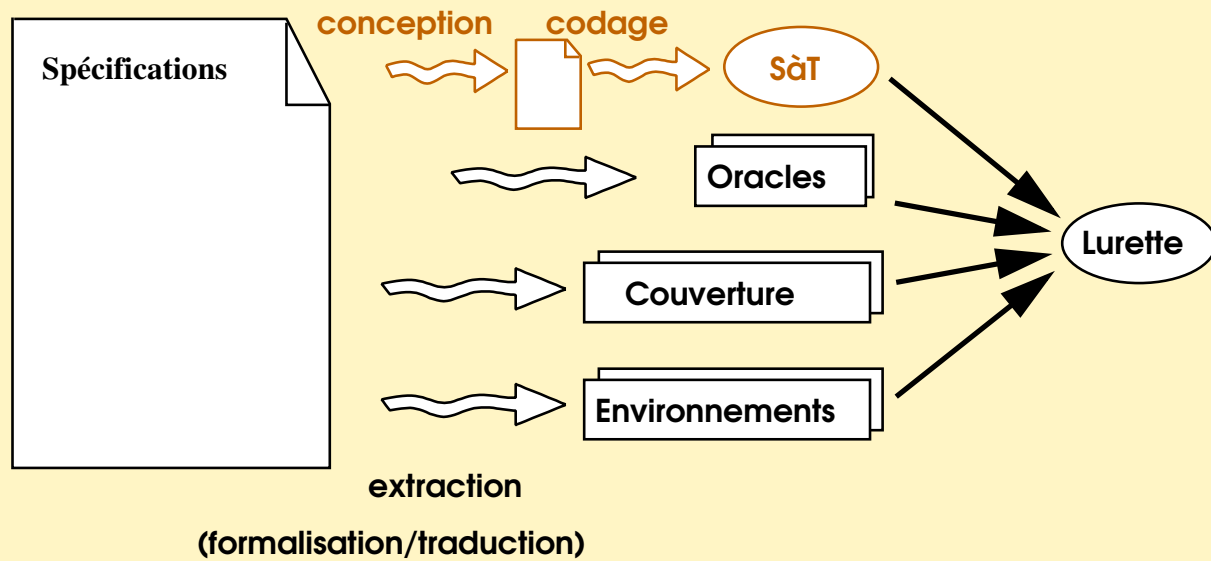 conception codage
Spécifications
SàT
Oracles
Lurette
Couverture
Environnements
extraction
(formalisation/traduction)